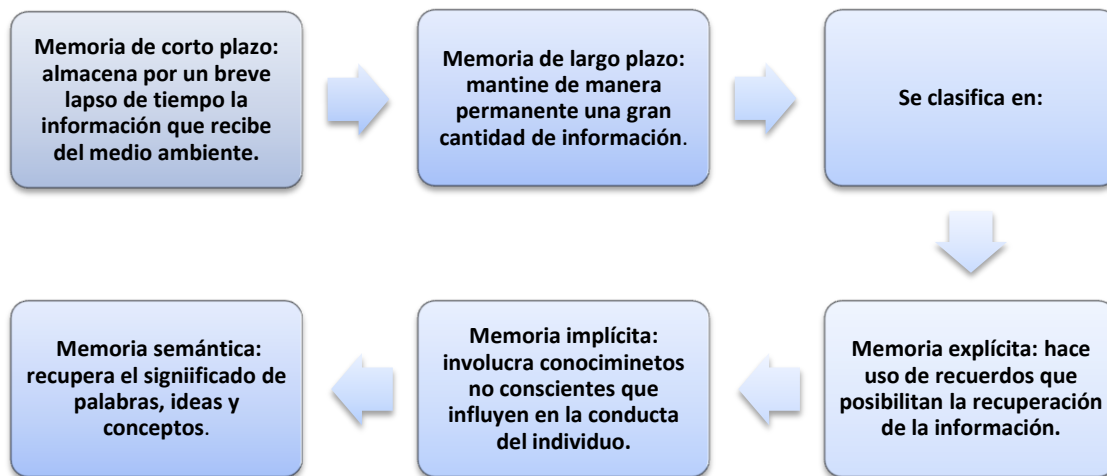 Memoria de corto plazo:
almacena por un breve
lapso de tiempo la
información que recibe
del medio ambiente.
Memoria de largo plazo:
mantine de manera
permanente una gran
cantidad de información.
Se clasifica en:
Memoria explícita: hace
uso de recuerdos que
posibilitan la recuperación
de la información.
Memoria implícita:
involucra conociminetos
no conscientes que
influyen en la conducta
del individuo.
Memoria semántica:
recupera el signiificado de
palabras, ideas y
conceptos.